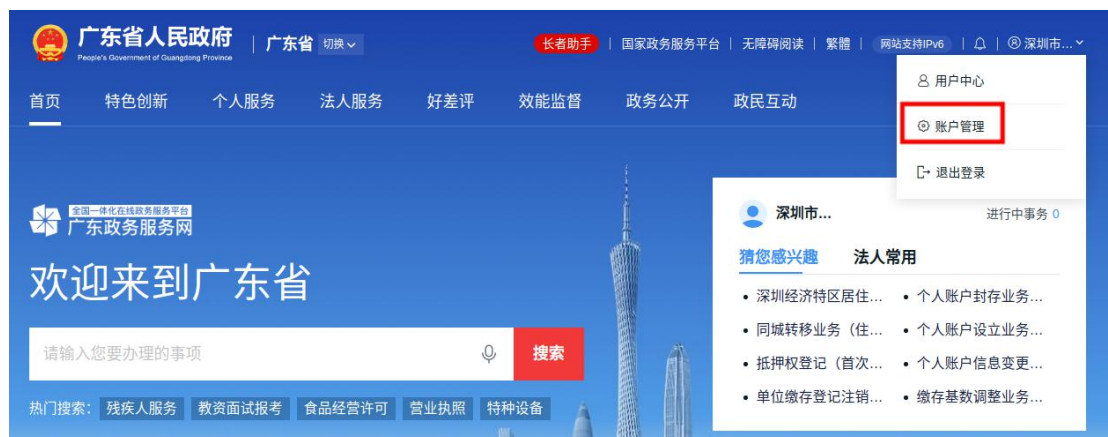 广东省人民政府
People's Government of Guangdong Province
广东省 切换
长者助手 | 国家政务服务平台 | 无障碍阅读 | 繁體 | 网站支持IPv6 | 深圳市...
用户中心
账户管理
退出登录
首页 特色创新 个人服务 法人服务 好差评 效能监督 政务公开 政民互动
全国一体化在线政务服务平台
广东政务服务网
欢迎来到广东省
请输入您要办理的事项 搜索
热门搜索: 残疾人服务 教资面试报考 食品经营许可 营业执照 特种设备
深圳市... 进行中事务 0
猜您感兴趣 法人常用
• 深圳经济特区居住... • 个人账户封存业务...
• 同城转移业务（住... • 个人账户设立业务...
• 抵押权登记（首次... • 个人账户信息变更...
• 单位缴存登记注销... • 缴存基数调整业务...